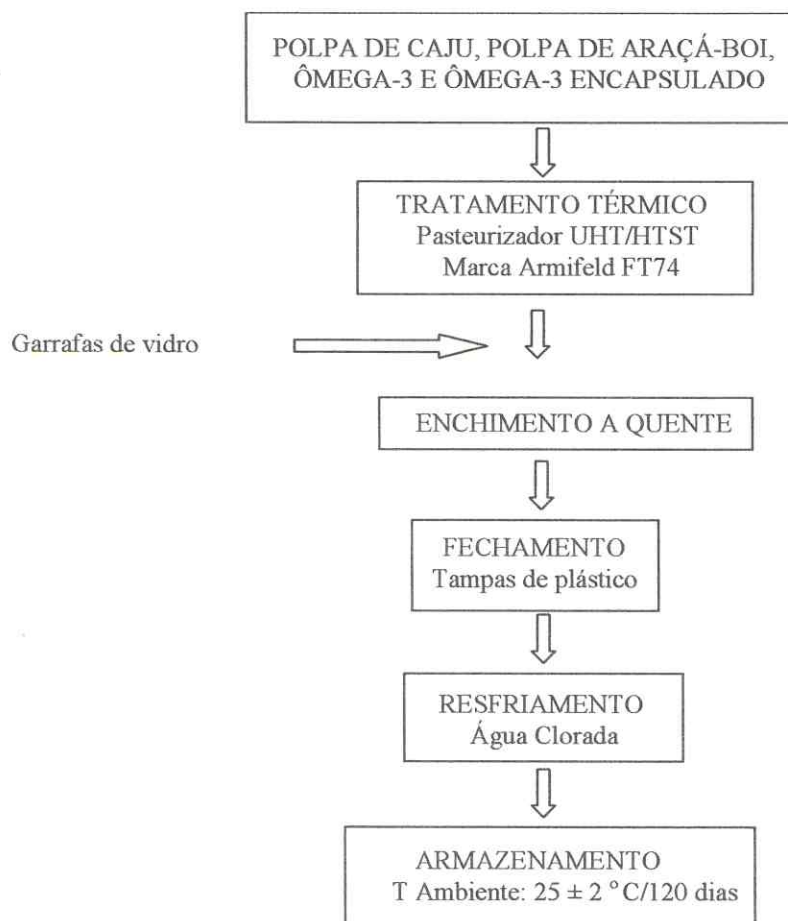 POLPA DE CAJU, POLPA DE ARAÇÁ-BOI,
ÔMEGA-3 E ÔMEGA-3 ENCAPSULADO
TRATAMENTO TÉRMICO
Pasteurizador UHT/HTST
Marca Armifeld FT74
Garrafas de vidro
ENCHIMENTO A QUENTE
FECHAMENTO
Tampas de plástico
RESFRIAMENTO
Água Clorada
ARMAZENAMENTO
T Ambiente: 25 ± 2 °C/120 dias